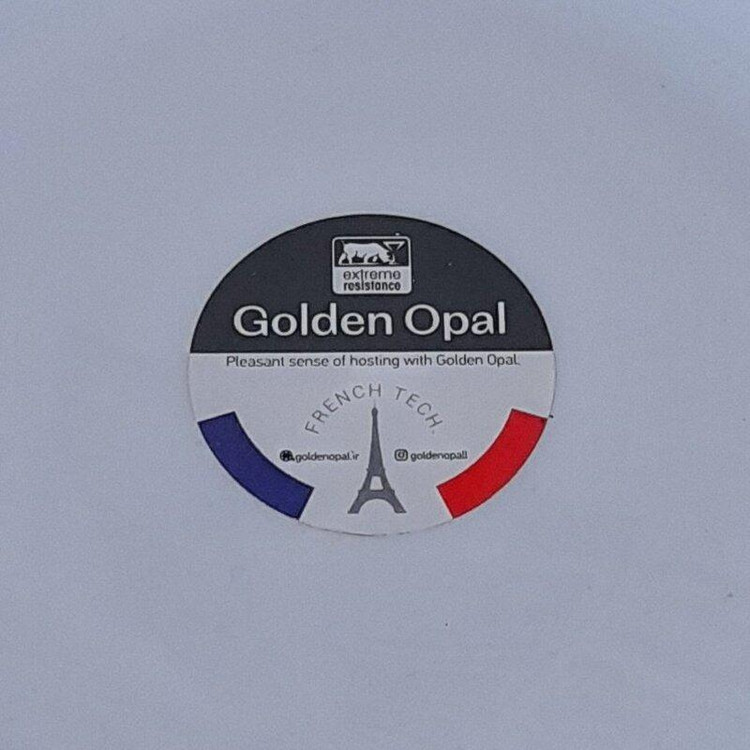 extreme
resistance
Golden Opal
Pleasant sense of hosting with Golden Opal.
FRENCH TECH.
goldenopal.ir
goldenopall